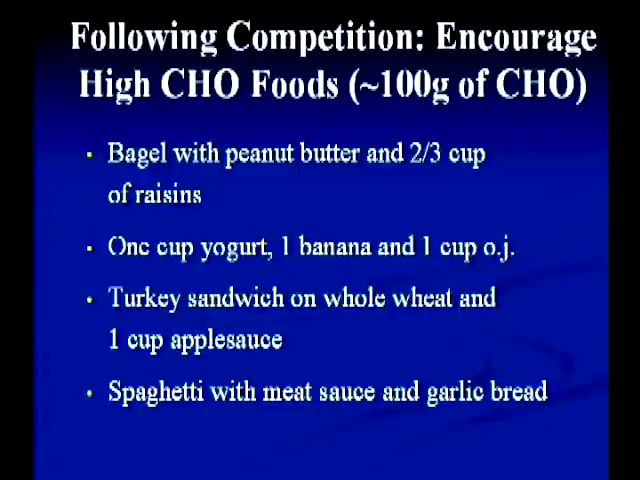 Following Competition: Encourage
High CHO Foods (~100g of CHO)
• Bagel with peanut butter and 2/3 cup
of raisins
• One cup yogurt, 1 banana and 1 cup o.j.
• Turkey sandwich on whole wheat and
1 cup applesauce
• Spaghetti with meat sauce and garlic bread